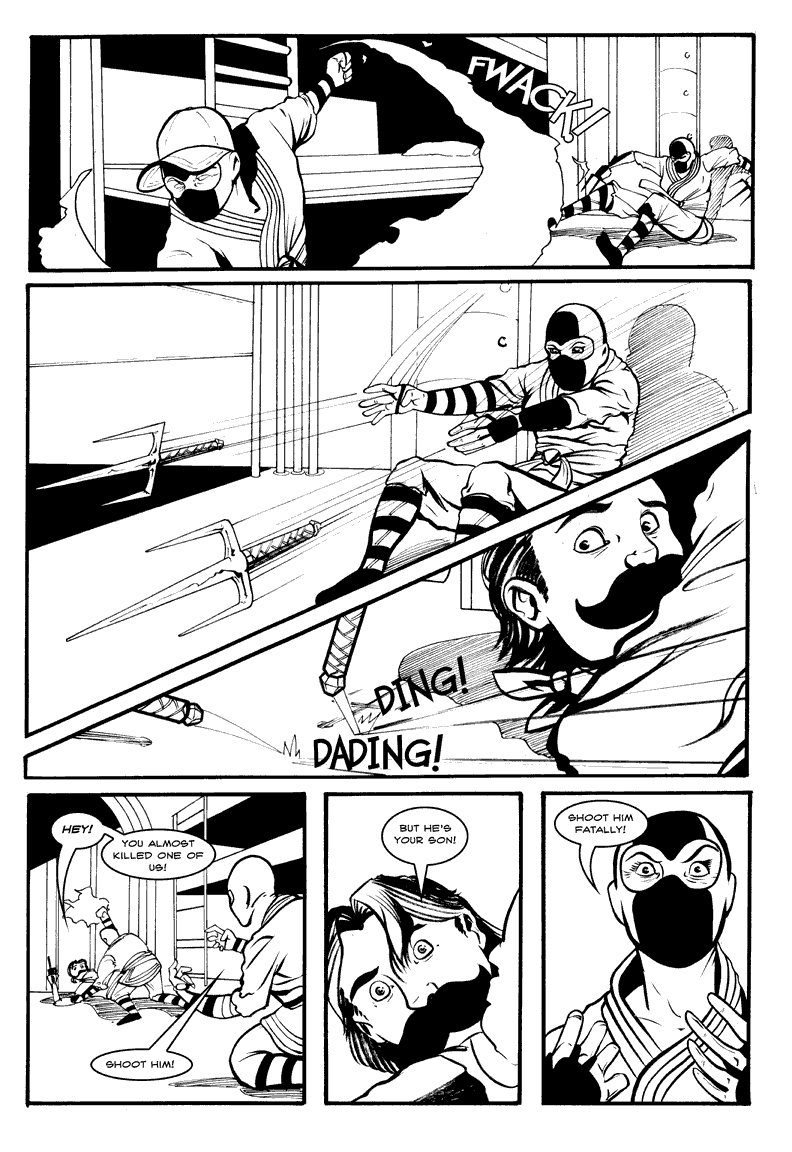 FWACK!
DING!
DADING!
HEY!
YOU ALMOST
KILLED ONE OF
US!
SHOOT HIM!
BUT HE'S
YOUR SON!
SHOOT HIM
FATALLY!